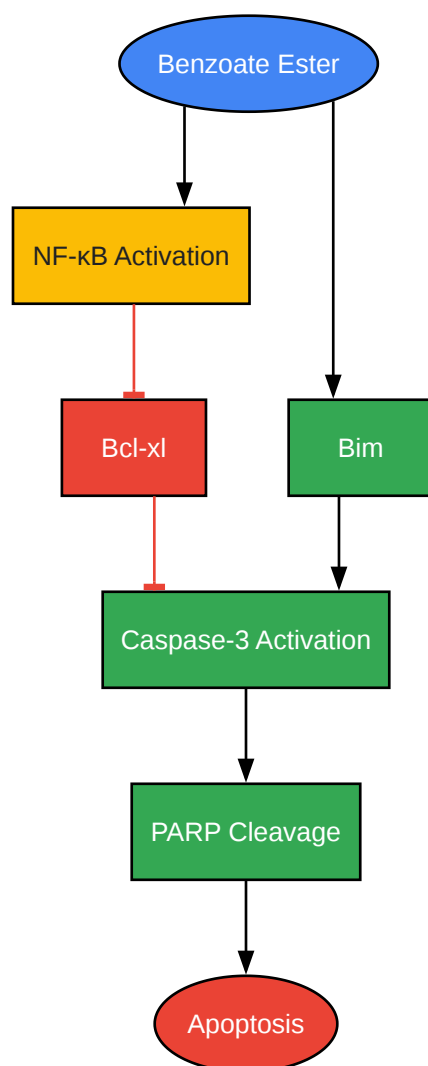 Benzoate Ester
NF-κB Activation
Bcl-xl
Bim
Caspase-3 Activation
PARP Cleavage
Apoptosis